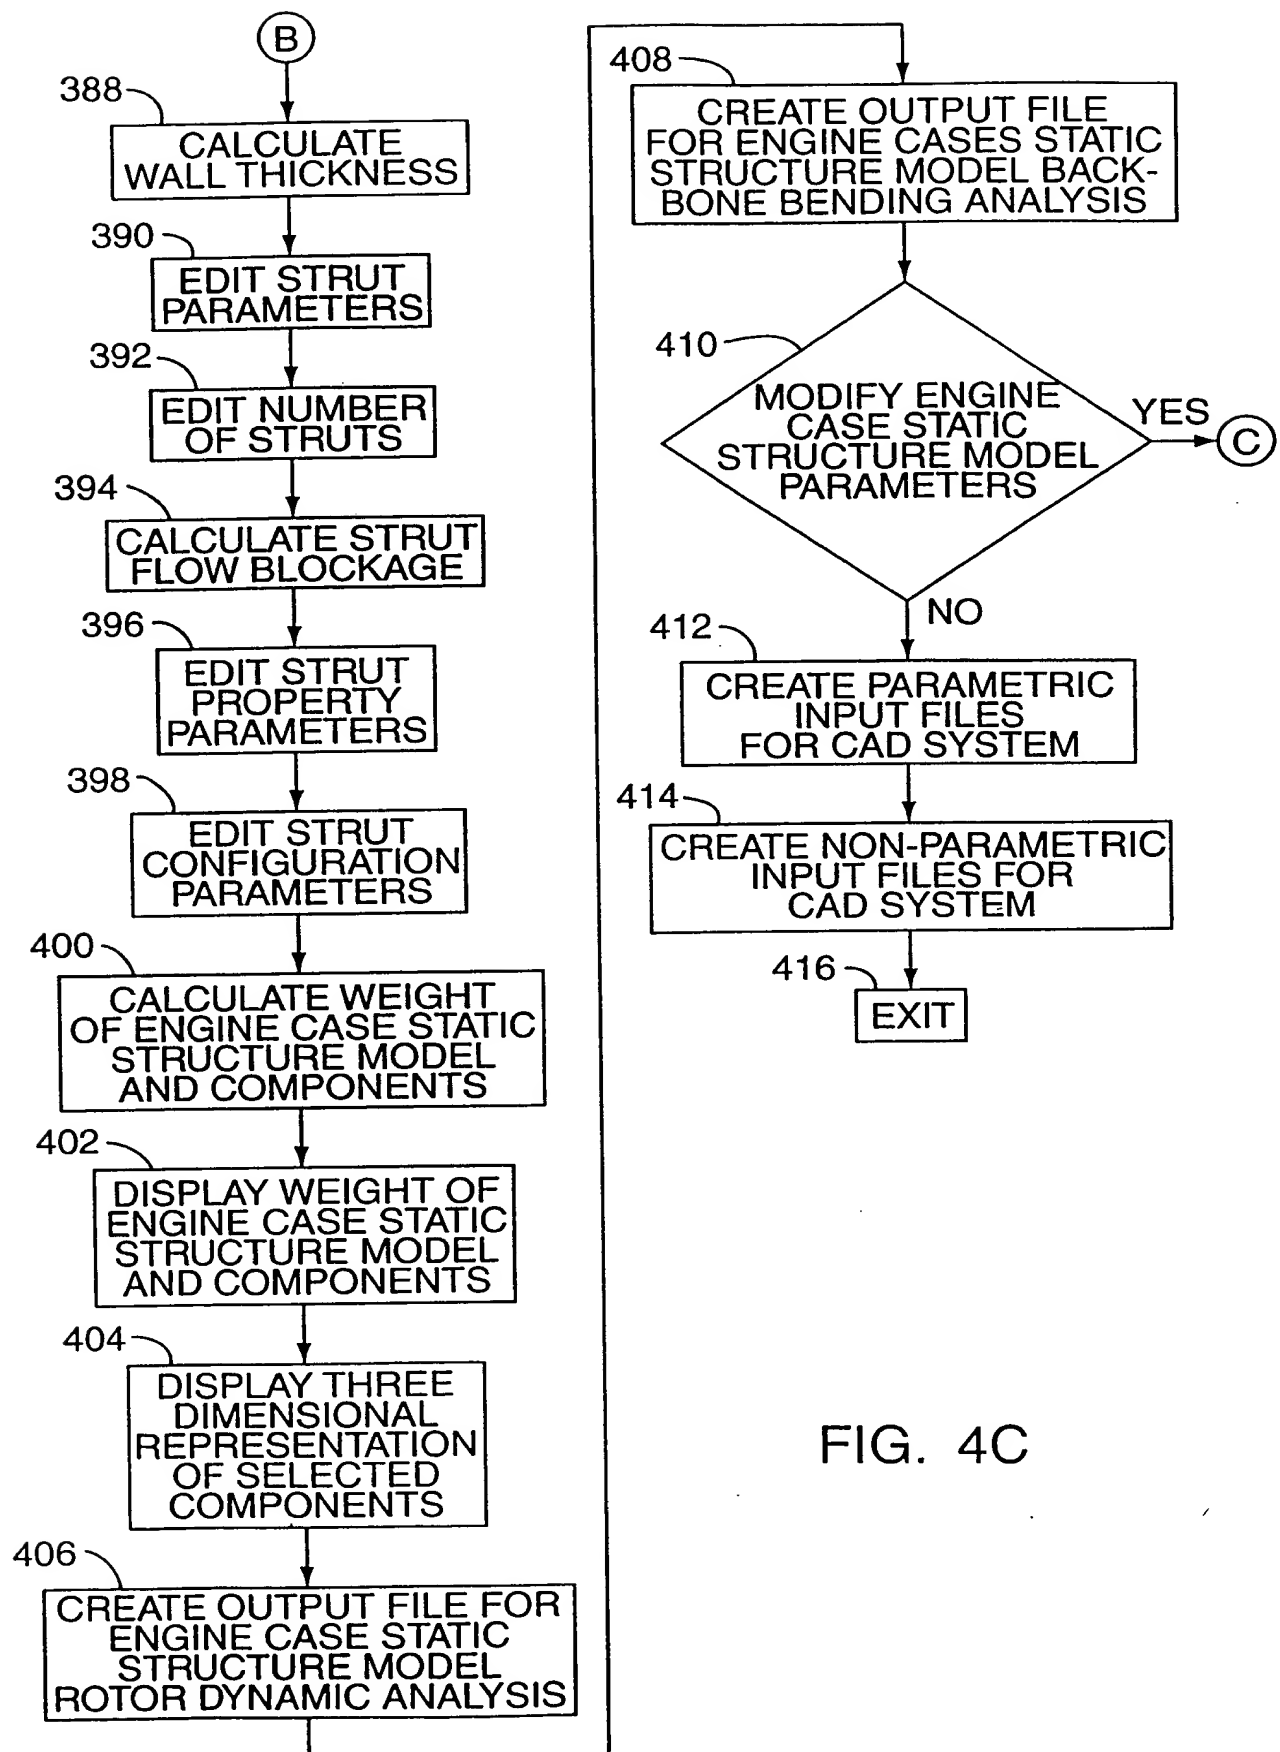 B
388
CALCULATE
WALL THICKNESS
390
EDIT STRUT
PARAMETERS
392
EDIT NUMBER
OF STRUTS
394
CALCULATE STRUT
FLOW BLOCKAGE
396
EDIT STRUT
PROPERTY
PARAMETERS
398
EDIT STRUT
CONFIGURATION
PARAMETERS
400
CALCULATE WEIGHT
OF ENGINE CASE STATIC
STRUCTURE MODEL
AND COMPONENTS
402
DISPLAY WEIGHT OF
ENGINE CASE STATIC
STRUCTURE MODEL
AND COMPONENTS
404
DISPLAY THREE
DIMENSIONAL
REPRESENTATION
OF SELECTED
COMPONENTS
406
CREATE OUTPUT FILE FOR
ENGINE CASE STATIC
STRUCTURE MODEL
ROTOR DYNAMIC ANALYSIS
408
CREATE OUTPUT FILE
FOR ENGINE CASES STATIC
STRUCTURE MODEL BACK-
BONE BENDING ANALYSIS
410
MODIFY ENGINE
CASE STATIC
STRUCTURE MODEL
PARAMETERS
YES
C
NO
412
CREATE PARAMETRIC
INPUT FILES
FOR CAD SYSTEM
414
CREATE NON-PARAMETRIC
INPUT FILES FOR
CAD SYSTEM
416
EXIT
FIG. 4C